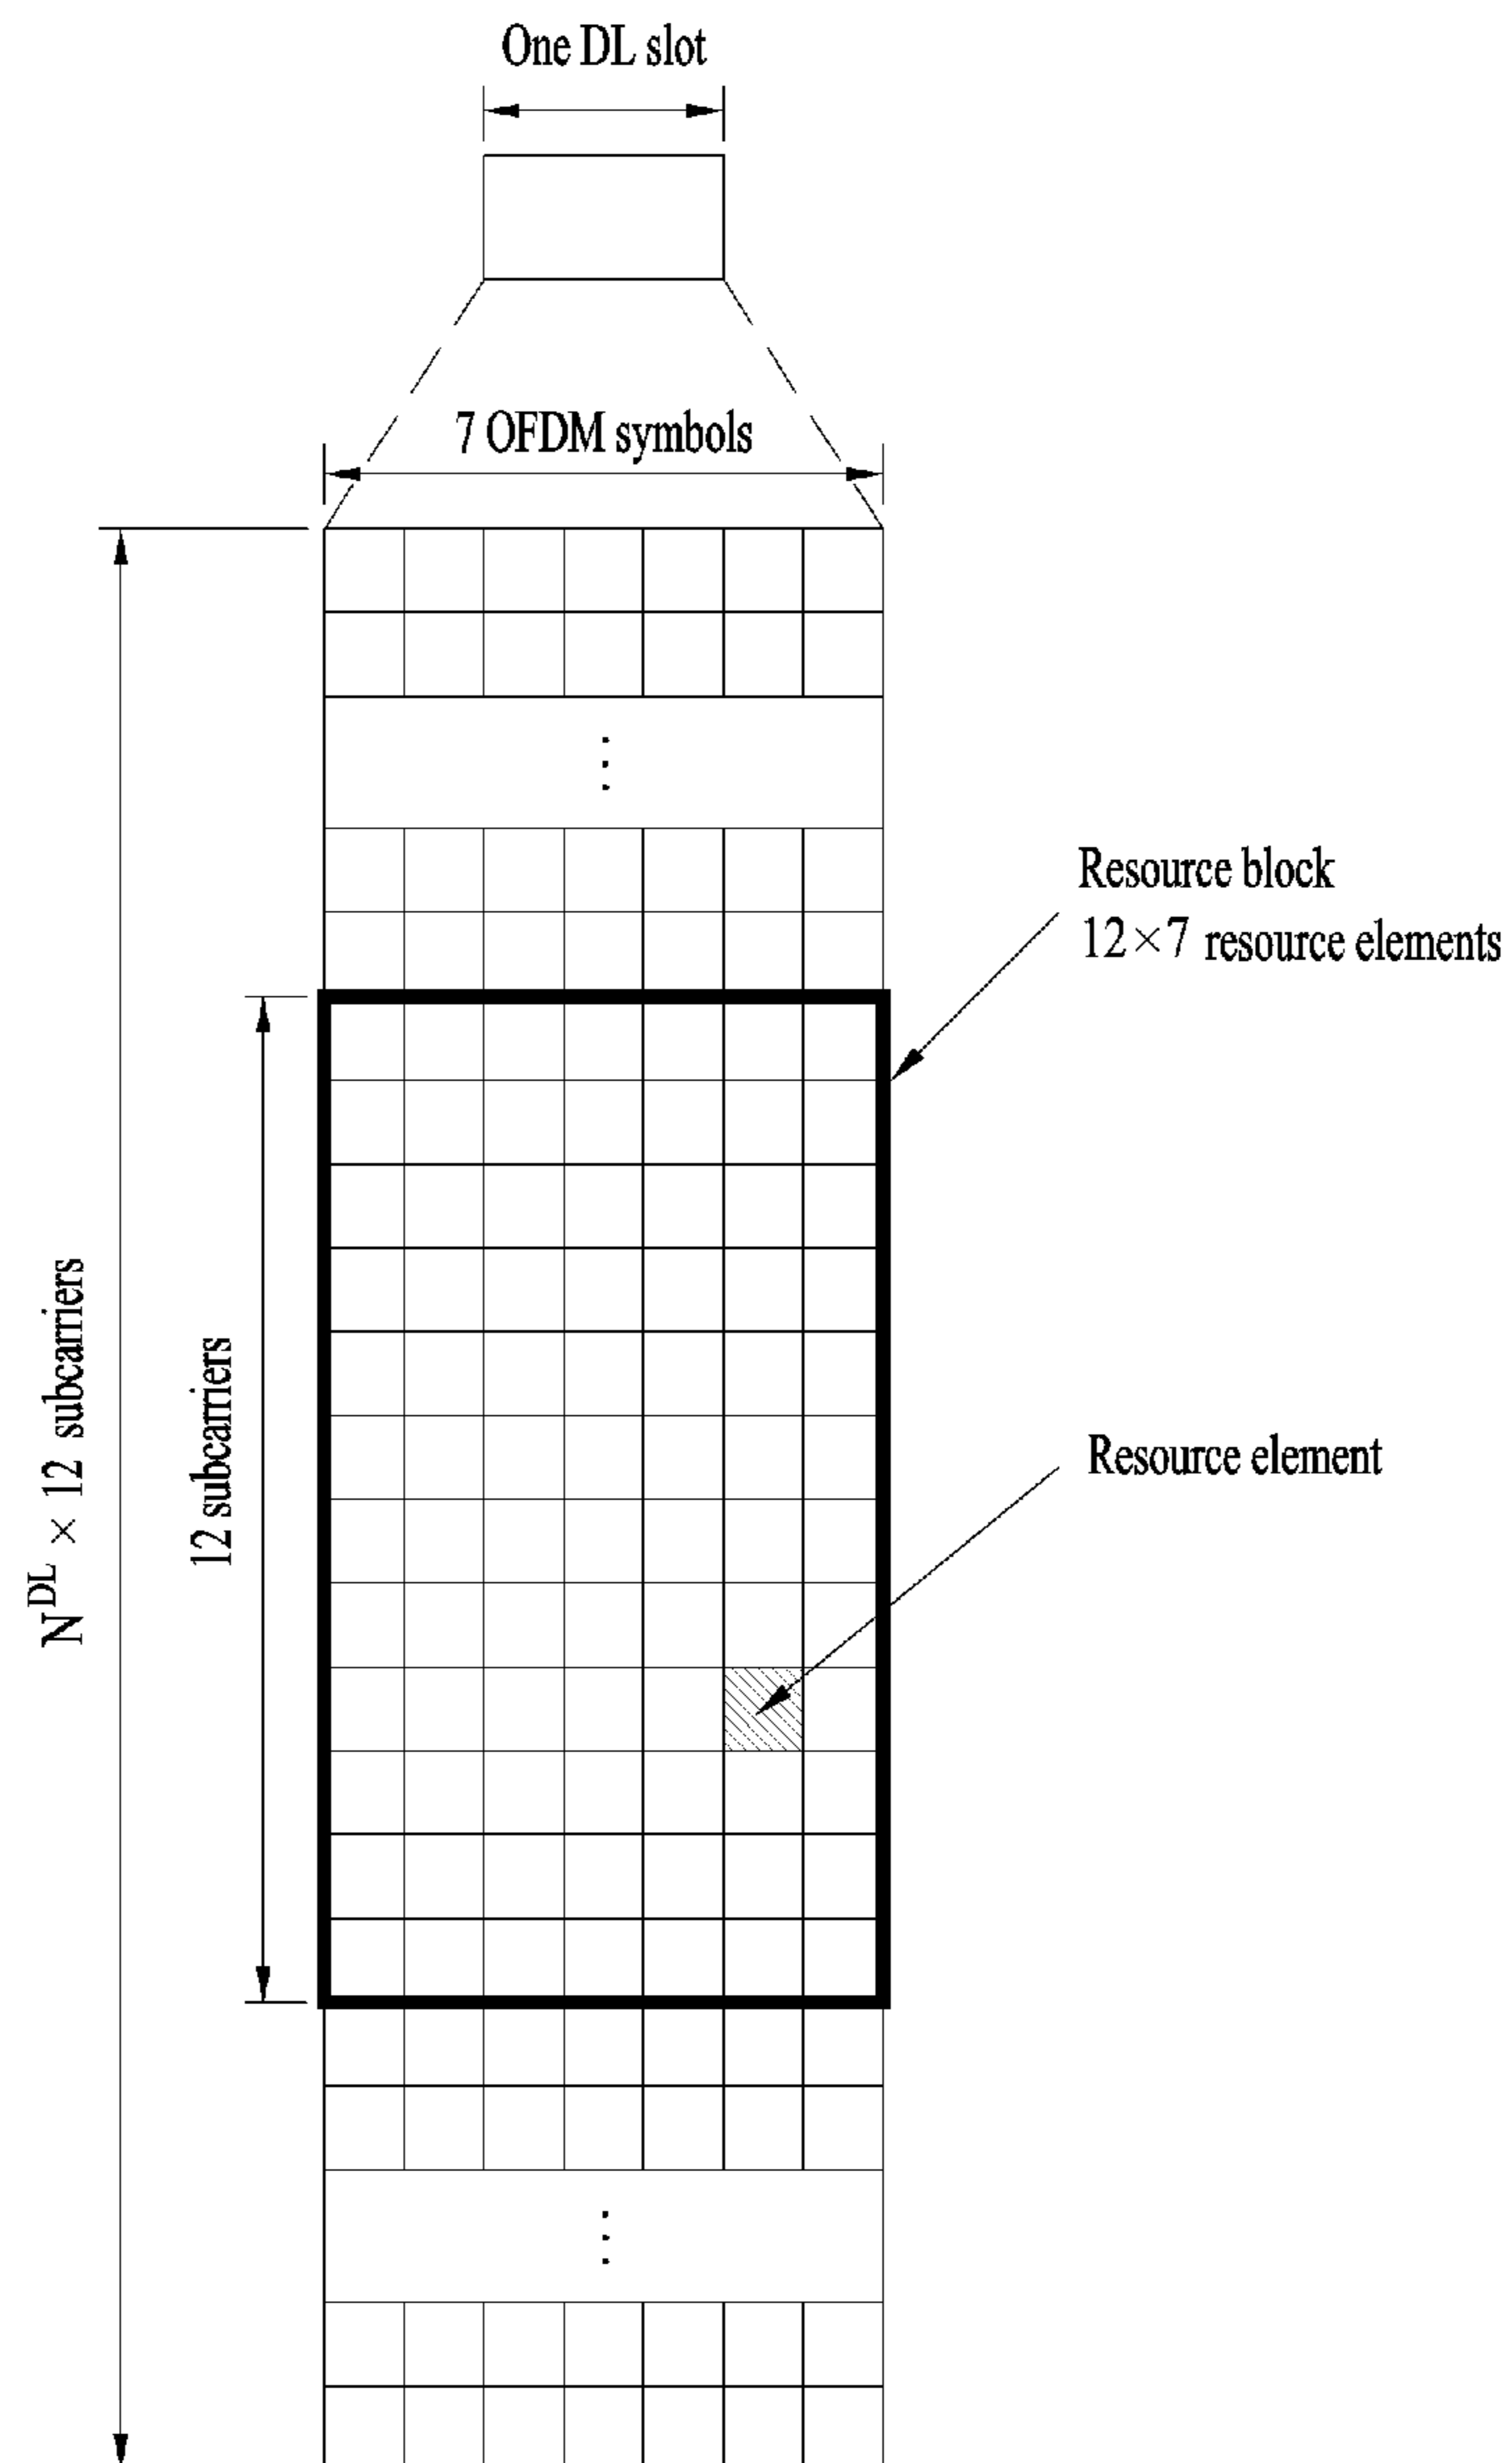 One DL slot
7 OFDM symbols
Resource block
12×7 resource elements
N^DL × 12 subcarriers
12 subcarriers
Resource element